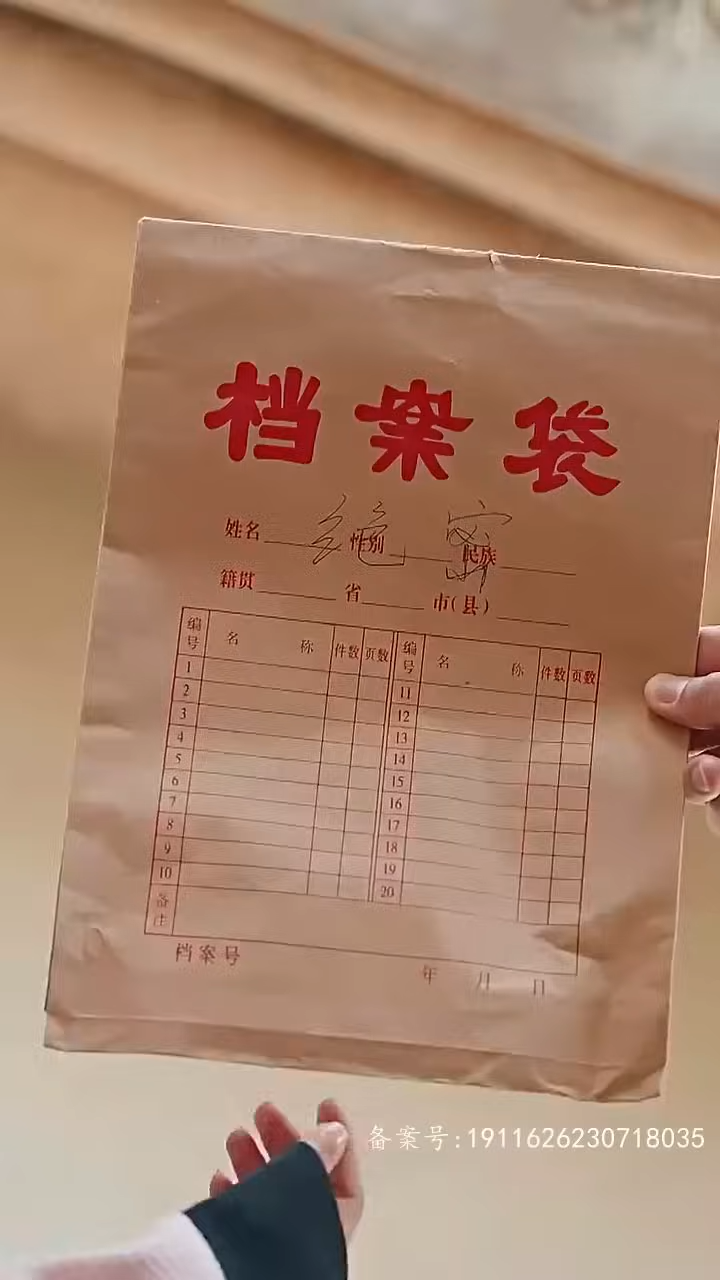 档案袋
绝密
姓名 性别 民族
籍贯 省 市(县)
编号 名称 件数 页数 编号 名称 件数 页数
1 11
2 12
3 13
4 14
5 15
6 16
7 17
8 18
9 19
10 20
备注
档案号 年 月 日
备案号:1911626230718035